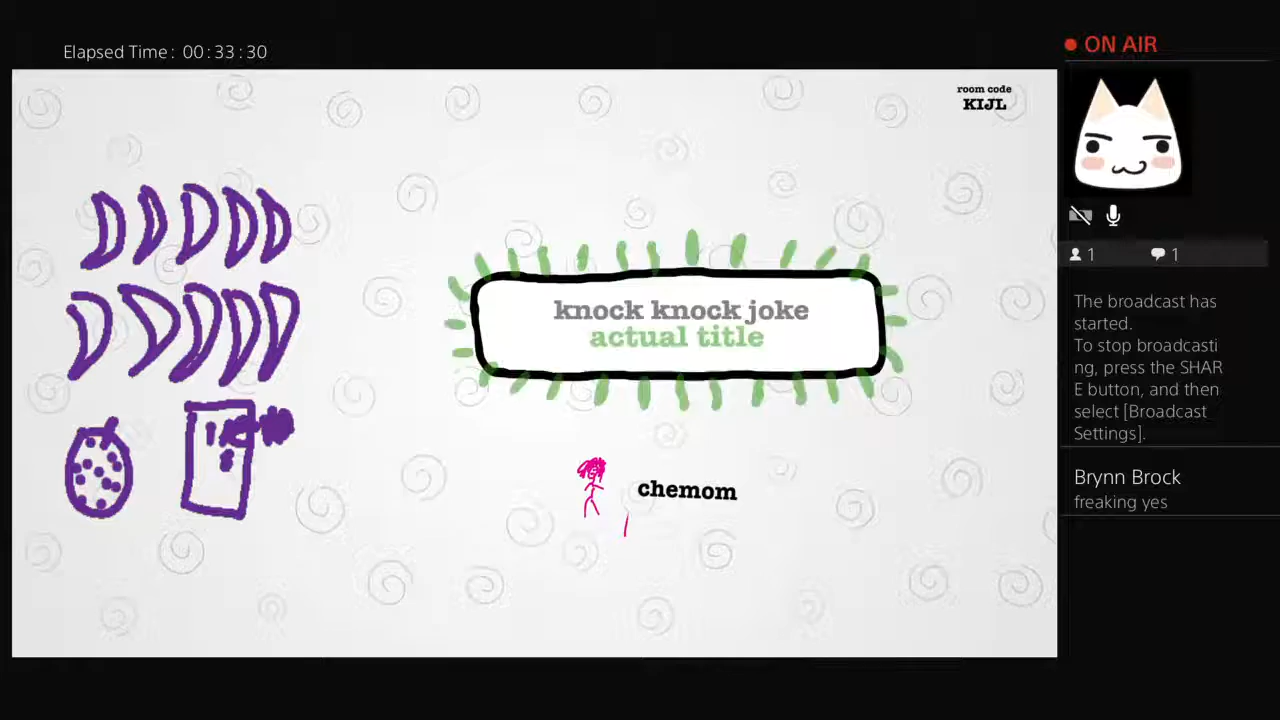 Elapsed Time: 00:33:30
ON AIR
room code
KIJL
knock knock joke
actual title
chemom
1
1
The broadcast has
started.
To stop broadcasti
ng, press the SHAR
E button, and then
select [Broadcast
Settings].
Brynn Brock
freaking yes